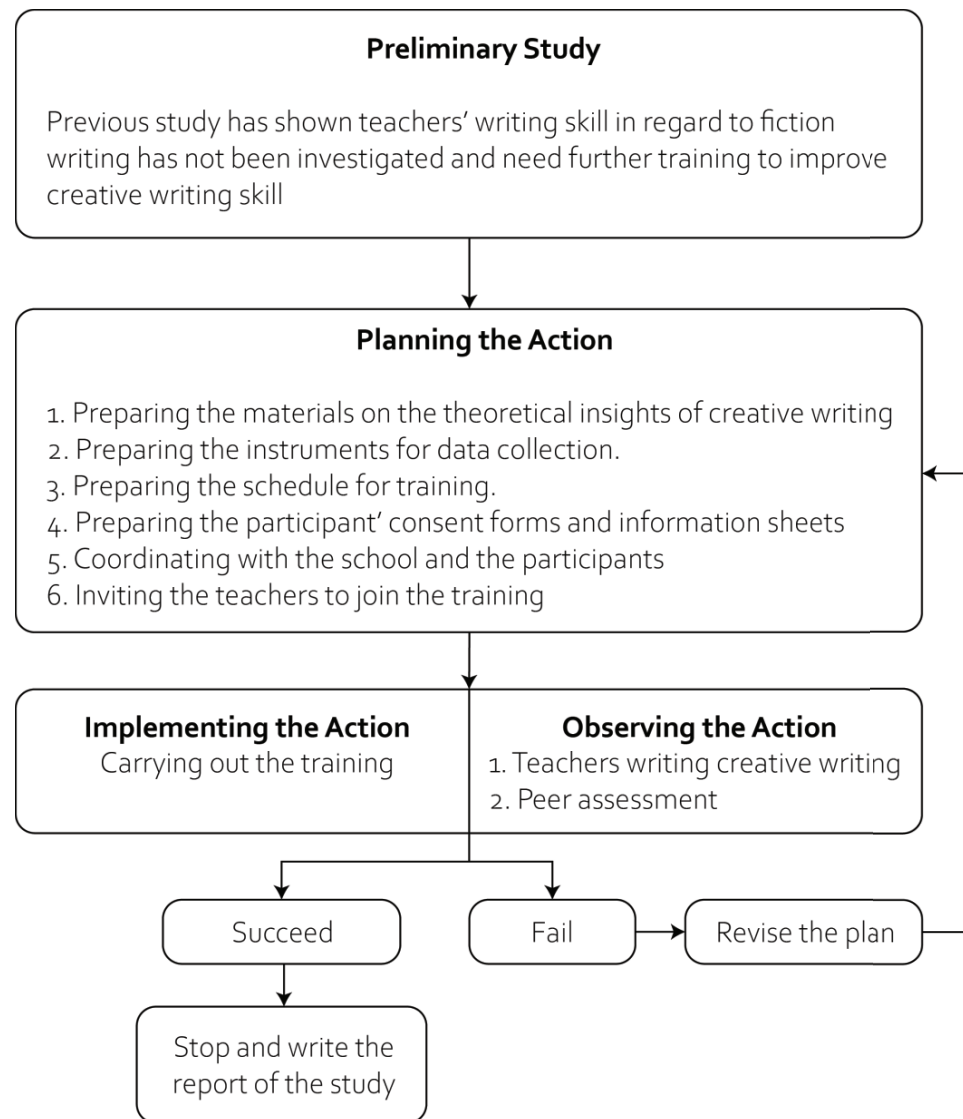 Preliminary Study
Previous study has shown teachers’ writing skill in regard to fiction
writing has not been investigated and need further training to improve
creative writing skill
Planning the Action
1. Preparing the materials on the theoretical insights of creative writing
2. Preparing the instruments for data collection.
3. Preparing the schedule for training.
4. Preparing the participant’ consent forms and information sheets
5. Coordinating with the school and the participants
6. Inviting the teachers to join the training
Implementing the Action
Carrying out the training
Observing the Action
1. Teachers writing creative writing
2. Peer assessment
Succeed
Fail
Revise the plan
Stop and write the
report of the study